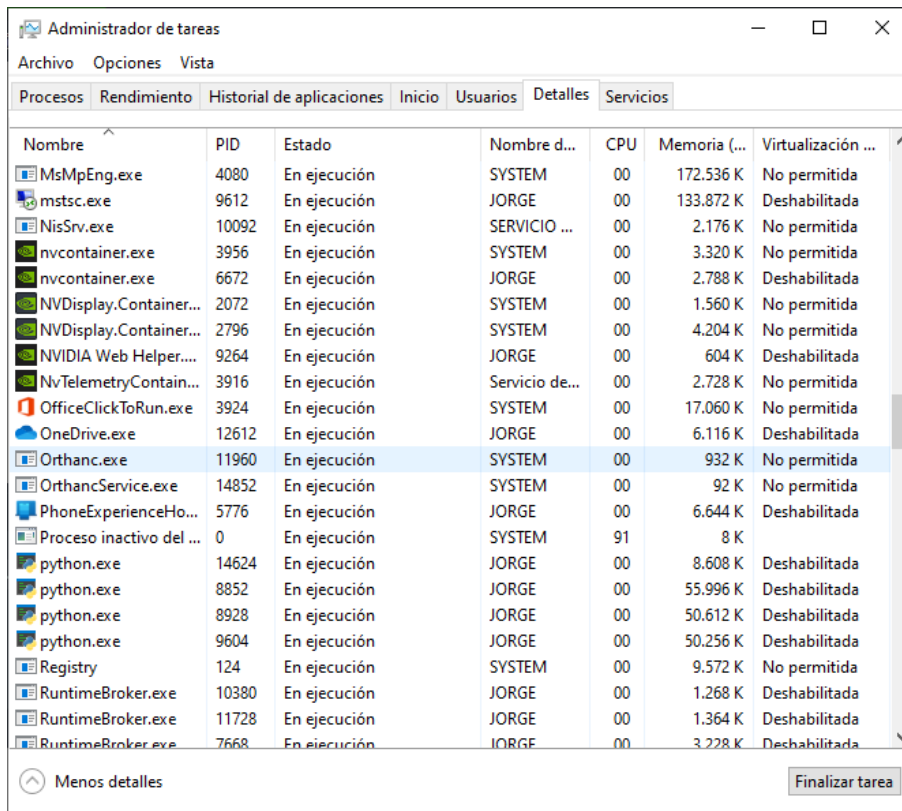 Administrador de tareas
Archivo Opciones Vista
Procesos Rendimiento Historial de aplicaciones Inicio Usuarios Detalles Servicios
Nombre PID Estado Nombre d... CPU Memoria (... Virtualización ...
MsMpEng.exe 4080 En ejecución SYSTEM 00 172.536 K No permitida
mstsc.exe 9612 En ejecución JORGE 00 133.872 K Deshabilitada
NisSrv.exe 10092 En ejecución SERVICIO ... 00 2.176 K No permitida
nvcontainer.exe 3956 En ejecución SYSTEM 00 3.320 K No permitida
nvcontainer.exe 6672 En ejecución JORGE 00 2.788 K Deshabilitada
NVDisplay.Container... 2072 En ejecución SYSTEM 00 1.560 K No permitida
NVDisplay.Container... 2796 En ejecución SYSTEM 00 4.204 K No permitida
NVIDIA Web Helper.... 9264 En ejecución JORGE 00 604 K Deshabilitada
NvTelemetryContain... 3916 En ejecución Servicio de... 00 2.728 K No permitida
OfficeClickToRun.exe 3924 En ejecución SYSTEM 00 17.060 K No permitida
OneDrive.exe 12612 En ejecución JORGE 00 6.116 K Deshabilitada
Orthanc.exe 11960 En ejecución SYSTEM 00 932 K No permitida
OrthancService.exe 14852 En ejecución SYSTEM 00 92 K No permitida
PhoneExperienceHo... 5776 En ejecución JORGE 00 6.644 K Deshabilitada
Proceso inactivo del ... 0 En ejecución SYSTEM 91 8 K
python.exe 14624 En ejecución JORGE 00 8.608 K Deshabilitada
python.exe 8852 En ejecución JORGE 00 55.996 K Deshabilitada
python.exe 8928 En ejecución JORGE 00 50.612 K Deshabilitada
python.exe 9604 En ejecución JORGE 00 50.256 K Deshabilitada
Registry 124 En ejecución SYSTEM 00 9.572 K No permitida
RuntimeBroker.exe 10380 En ejecución JORGE 00 1.268 K Deshabilitada
RuntimeBroker.exe 11728 En ejecución JORGE 00 1.364 K Deshabilitada
RuntimeBroker.exe 7668 En ejecución JORGE 00 3.228 K Deshabilitada
Menos detalles Finalizar tarea